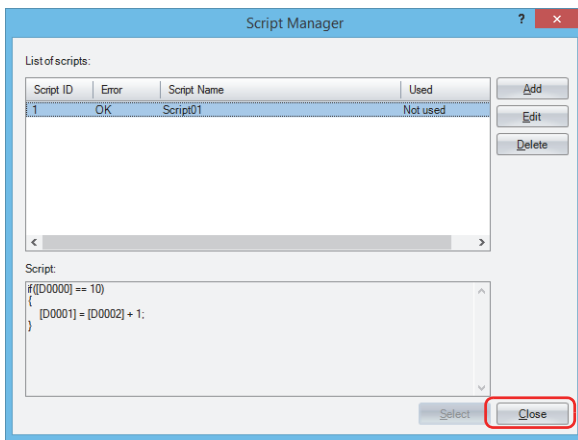 Script Manager ? ×
List of scripts:
Script ID Error Script Name Used
1 OK Script01 Not used
Add
Edit
Delete
Script:
if([D0000] == 10)
{
[D0001] = [D0002] + 1;
}
Select Close